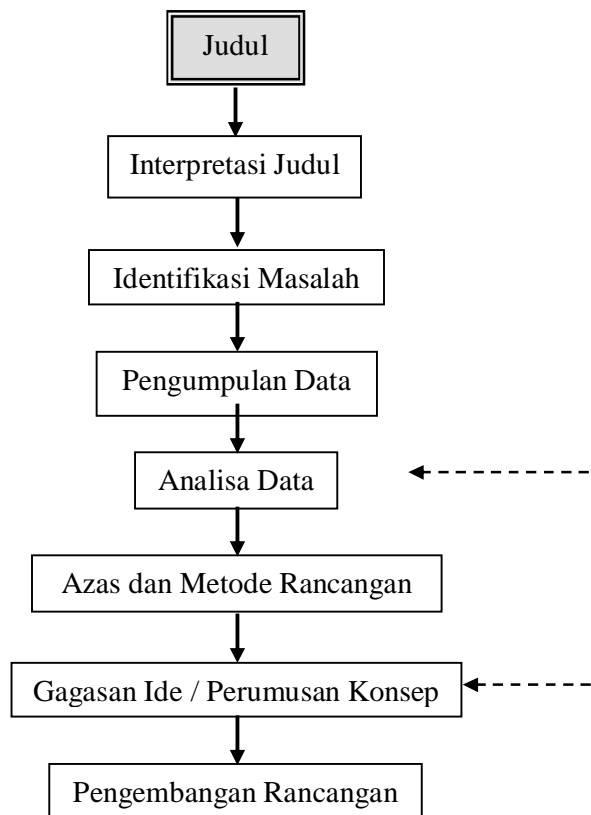 Judul
Interpretasi Judul
Identifikasi Masalah
Pengumpulan Data
Analisa Data
Azas dan Metode Rancangan
Gagasan Ide / Perumusan Konsep
Pengembangan Rancangan